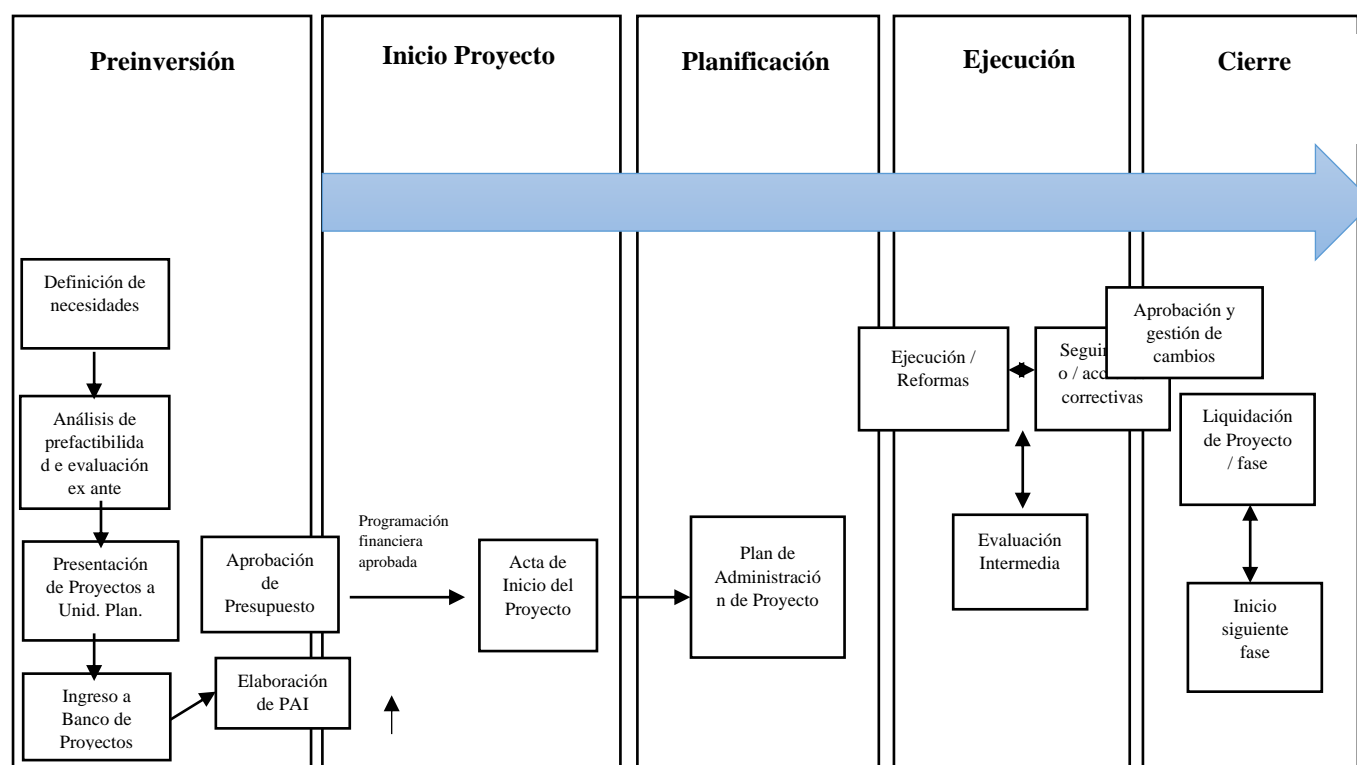 Preinversión
Inicio Proyecto
Planificación
Ejecución
Cierre
Definición de
necesidades
Análisis de
prefactibilida
d e evaluación
ex ante
Presentación
de Proyectos a
Unid. Plan.
Ingreso a
Banco de
Proyectos
Aprobación
de
Presupuesto
Elaboración
de PAI
Programación
financiera
aprobada
Acta de
Inicio del
Proyecto
Plan de
Administració
n de Proyecto
Ejecución /
Reformas
o /
correctivas
Evaluación
Intermedia
Aprobación y
gestión de
cambios
Liquidación
de Proyecto
/ fase
Inicio
siguiente
fase